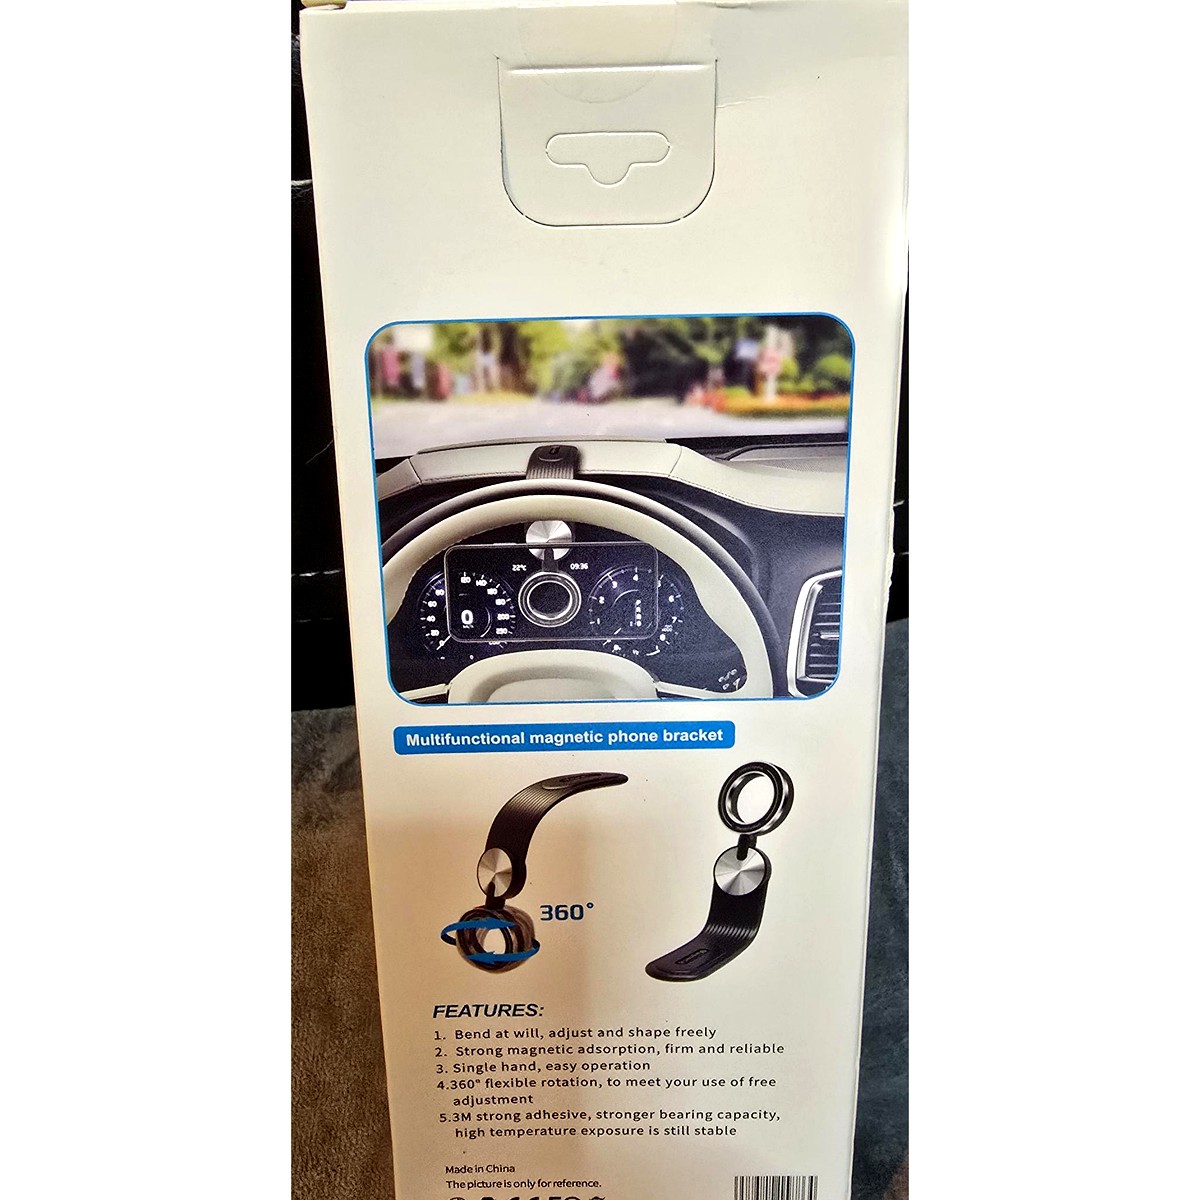 22℃ 09:36
Multifunctional magnetic phone bracket
360°
FEATURES:
1. Bend at will, adjust and shape freely
2. Strong magnetic adsorption, firm and reliable
3. Single hand, easy operation
4.360° flexible rotation, to meet your use of free
adjustment
5.3M strong adhesive, stronger bearing capacity,
high temperature exposure is still stable
Made in China
The picture is only for reference.